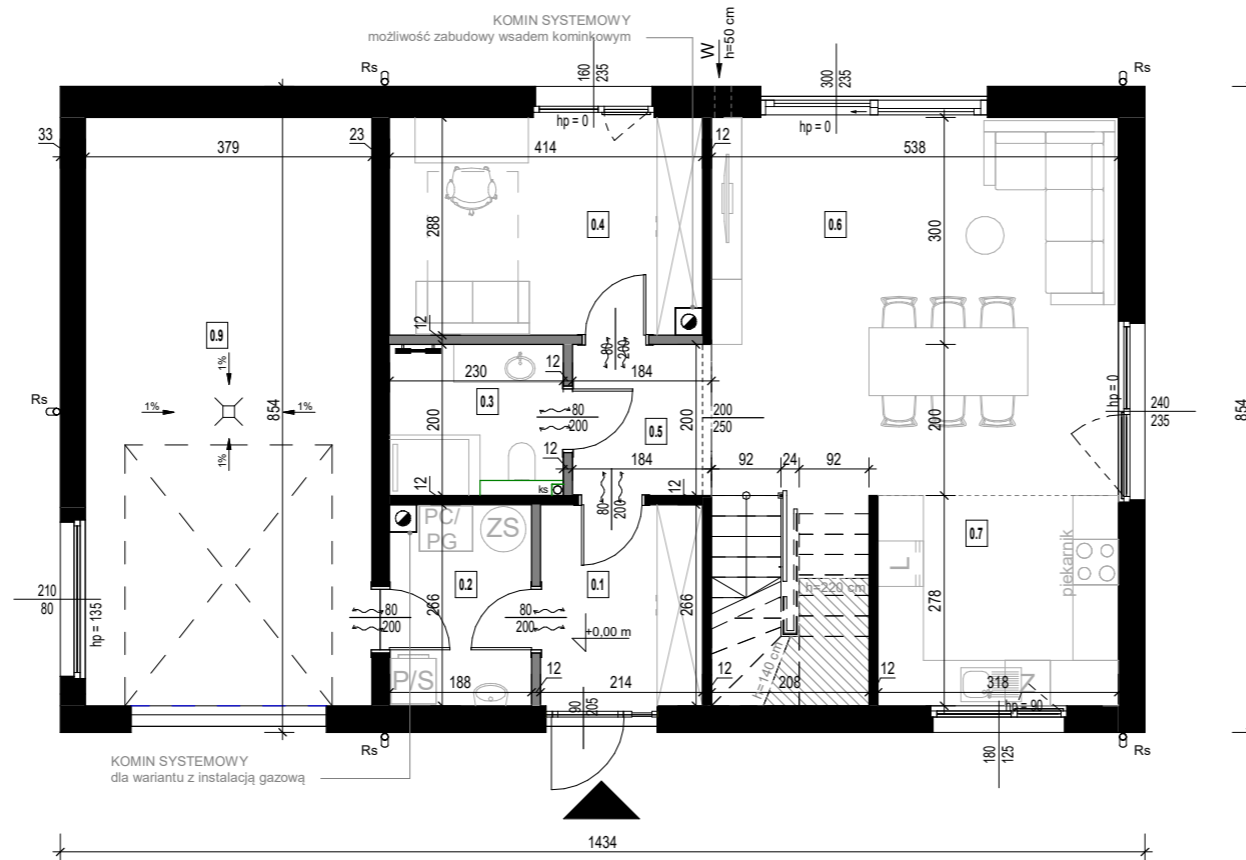 KOMIN SYSTEMOWY
możliwość zabudowy wsadem kominkowym
W
h=50 cm
Rs
160
235
300
235
Rs
hp = 0
hp = 0
33
379
23
414
12
538
288
0.4
0.6
300
0.9
12
80
200
1%
Rs
1%
1%
1%
854
230
12
184
0.3
200
80
200
0.5
200
200
250
200
hp = 0
240
235
854
12
184
92
24
92
12
ks
12
80
200
PC/
PG
ZS
0.7
L
piekarnik
210
80
hp = 135
0.2
266
0.1
266
h=220 cm
278
80
200
80
200
+0,00 m
P/S
188
12
214
12
h=140 cm
208
12
318
hp = 90
90
205
180
125
Rs
Rs
KOMIN SYSTEMOWY
dla wariantu z instalacją gazową
1434